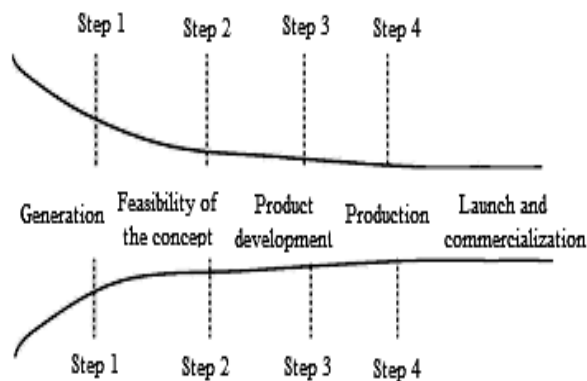 Step 1 Step 2 Step 3 Step 4
Generation
Feasibility of
the concept
Product
development
Production
Launch and
commercialization
Step 1 Step 2 Step 3 Step 4